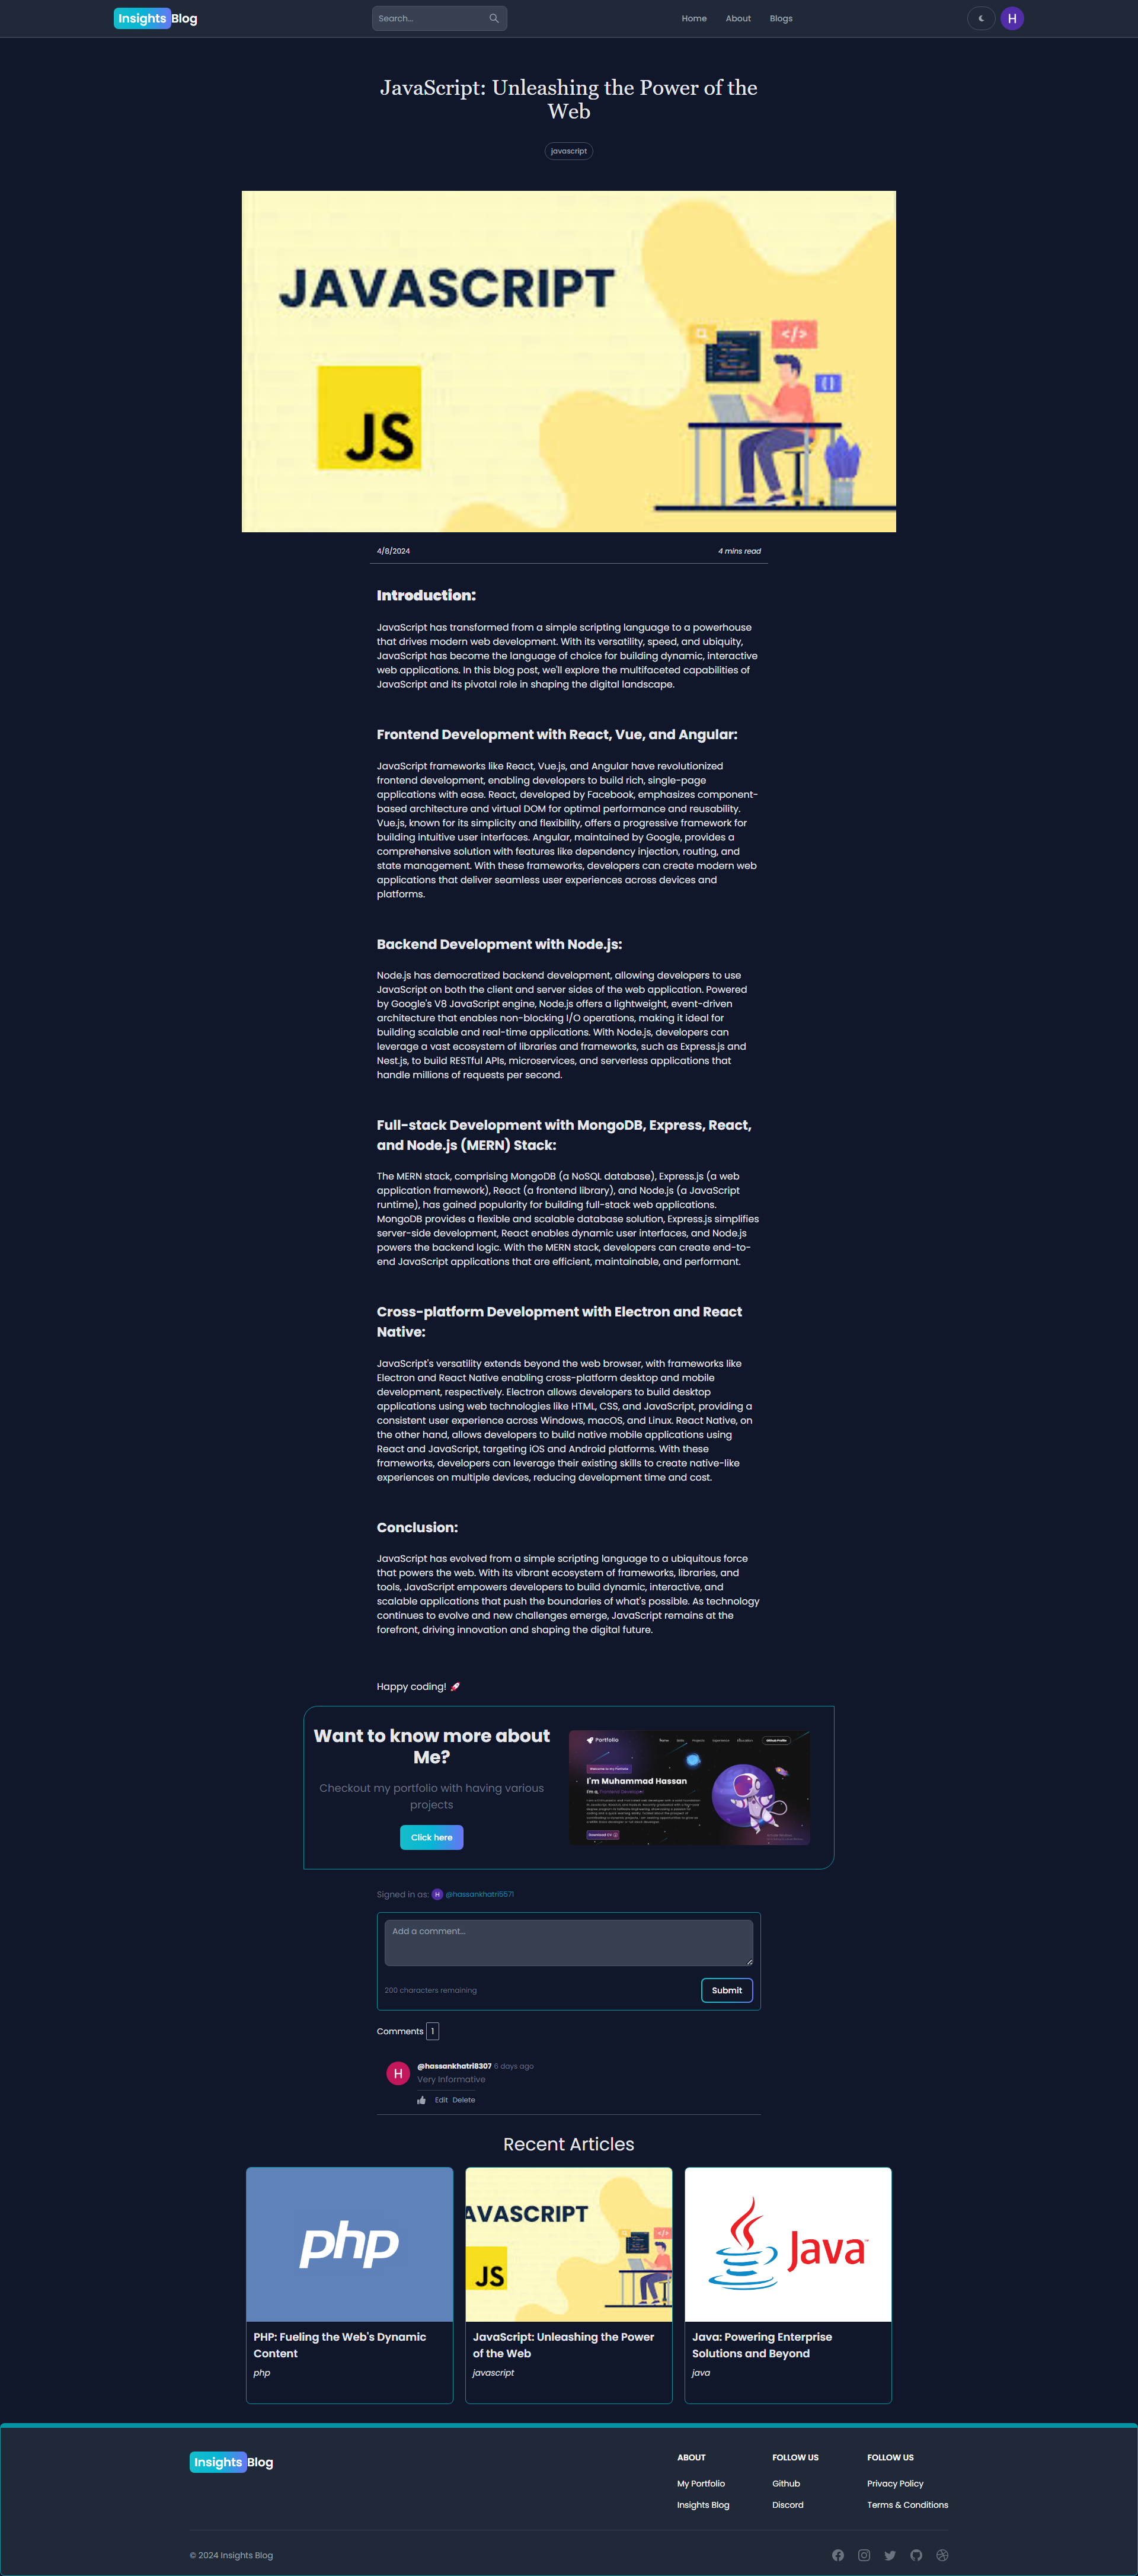 Insights Blog
Search...
Home About Blogs
H
JavaScript: Unleashing the Power of the
Web
javascript
JAVASCRIPT
</>
{}
JS
4/8/2024 4 mins read
Introduction:
JavaScript has transformed from a simple scripting language to a powerhouse
that drives modern web development. With its versatility, speed, and ubiquity,
JavaScript has become the language of choice for building dynamic, interactive
web applications. In this blog post, we'll explore the multifaceted capabilities of
JavaScript and its pivotal role in shaping the digital landscape.
Frontend Development with React, Vue, and Angular:
JavaScript frameworks like React, Vue.js, and Angular have revolutionized
frontend development, enabling developers to build rich, single-page
applications with ease. React, developed by Facebook, emphasizes component-
based architecture and virtual DOM for optimal performance and reusability.
Vue.js, known for its simplicity and flexibility, offers a progressive framework for
building intuitive user interfaces. Angular, maintained by Google, provides a
comprehensive solution with features like dependency injection, routing, and
state management. With these frameworks, developers can create modern web
applications that deliver seamless user experiences across devices and
platforms.
Backend Development with Node.js:
Node.js has democratized backend development, allowing developers to use
JavaScript on both the client and server sides of the web application. Powered
by Google's V8 JavaScript engine, Node.js offers a lightweight, event-driven
architecture that enables non-blocking I/O operations, making it ideal for
building scalable and real-time applications. With Node.js, developers can
leverage a vast ecosystem of libraries and frameworks, such as Express.js and
Nest.js, to build RESTful APIs, microservices, and serverless applications that
handle millions of requests per second.
Full-stack Development with MongoDB, Express, React,
and Node.js (MERN) Stack:
The MERN stack, comprising MongoDB (a NoSQL database), Express.js (a web
application framework), React (a frontend library), and Node.js (a JavaScript
runtime), has gained popularity for building full-stack web applications.
MongoDB provides a flexible and scalable database solution, Express.js simplifies
server-side development, React enables dynamic user interfaces, and Node.js
powers the backend logic. With the MERN stack, developers can create end-to-
end JavaScript applications that are efficient, maintainable, and performant.
Cross-platform Development with Electron and React
Native:
JavaScript's versatility extends beyond the web browser, with frameworks like
Electron and React Native enabling cross-platform desktop and mobile
development, respectively. Electron allows developers to build desktop
applications using web technologies like HTML, CSS, and JavaScript, providing a
consistent user experience across Windows, macOS, and Linux. React Native, on
the other hand, allows developers to build native mobile applications using
React and JavaScript, targeting iOS and Android platforms. With these
frameworks, developers can leverage their existing skills to create native-like
experiences on multiple devices, reducing development time and cost.
Conclusion:
JavaScript has evolved from a simple scripting language to a ubiquitous force
that powers the web. With its vibrant ecosystem of frameworks, libraries, and
tools, JavaScript empowers developers to build dynamic, interactive, and
scalable applications that push the boundaries of what's possible. As technology
continues to evolve and new challenges emerge, JavaScript remains at the
forefront, driving innovation and shaping the digital future.
Happy coding! 🚀
Want to know more about
Me?
Checkout my portfolio with having various
projects
Click here
Portfolio
Welcome to my Portfolio
I'm Muhammad Hassan
I'm a, Frontend Developer
Download CV
Signed in as: H @hassankhatri5571
Add a comment...
200 characters remaining
Submit
Comments 1
H
@hassankhatri8307 6 days ago
Very Informative
Edit Delete
Recent Articles
php
PHP: Fueling the Web's Dynamic
Content
php
AVASCRIPT
</>
JS
JavaScript: Unleashing the Power
of the Web
javascript
Java™
Java: Powering Enterprise
Solutions and Beyond
java
Insights Blog
ABOUT
My Portfolio
Insights Blog
FOLLOW US
Github
Discord
FOLLOW US
Privacy Policy
Terms & Conditions
© 2024 Insights Blog